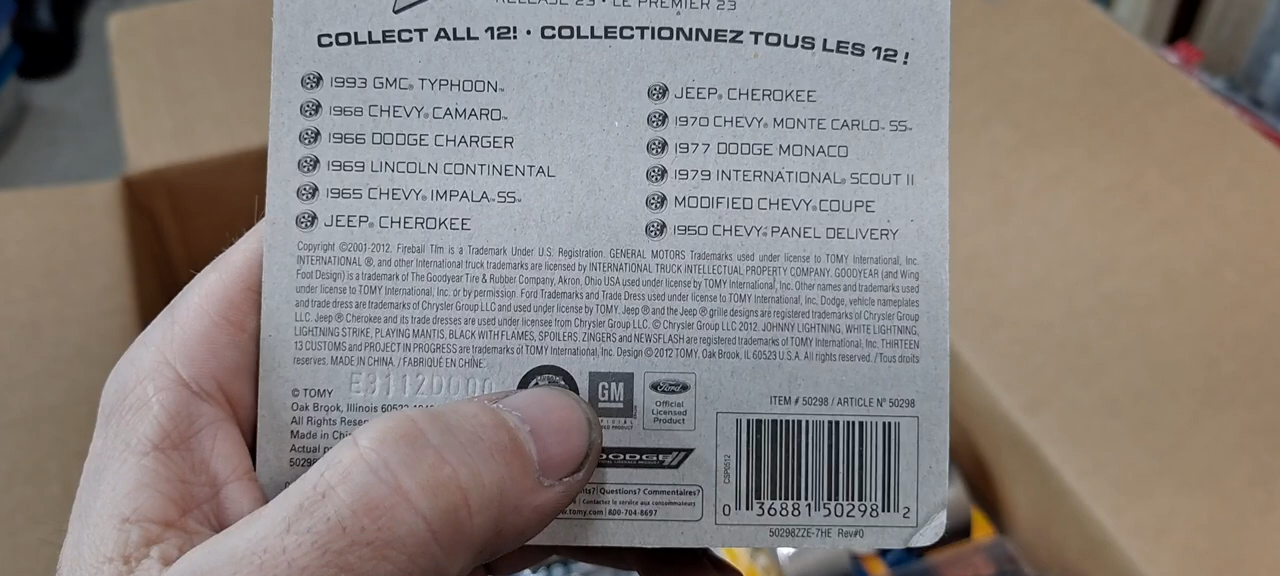 RELEASE 23 • LE PREMIER 23
COLLECT ALL 12! • COLLECTIONNEZ TOUS LES 12 !
1993 GMC® TYPHOON™
1968 CHEVY® CAMARO™
1966 DODGE CHARGER
1969 LINCOLN CONTINENTAL
1965 CHEVY® IMPALA™ SS™
JEEP® CHEROKEE
JEEP® CHEROKEE
1970 CHEVY® MONTE CARLO™ SS™
1977 DODGE MONACO
1979 INTERNATIONAL® SCOUT II
MODIFIED CHEVY® COUPE
1950 CHEVY® PANEL DELIVERY
Copyright ©2001-2012. Fireball TIm is a Trademark Under U.S. Registration. GENERAL MOTORS Trademarks used under license to TOMY International, Inc.
INTERNATIONAL ®, and other International truck trademarks are licensed by INTERNATIONAL TRUCK INTELLECTUAL PROPERTY COMPANY. GOODYEAR (and Wing
Foot Design) is a trademark of The Goodyear Tire & Rubber Company, Akron, Ohio USA used under license by TOMY International, Inc. Other names and trademarks used
under license to TOMY International, Inc. or by permission. Ford Trademarks and Trade Dress used under license to TOMY International, Inc. Dodge, vehicle nameplates
and trade dress are trademarks of Chrysler Group LLC and used under license by TOMY. Jeep ® and the Jeep ® grille designs are registered trademarks of Chrysler Group
LLC. Jeep ® Cherokee and its trade dresses are used under licensee from Chrysler Group LLC. © Chrysler Group LLC 2012. JOHNNY LIGHTNING, WHITE LIGHTNING,
LIGHTNING STRIKE, PLAYING MANTIS, BLACK WITH FLAMES, SPOILERS, ZINGERS and NEWSFLASH are registered trademarks of TOMY International, Inc. THIRTEEN
13 CUSTOMS and PROJECT IN PROGRESS are trademarks of TOMY International, Inc. Design © 2012 TOMY. Oak Brook, IL 60523 U.S.A. All rights reserved. / Tous droits
reserves. MADE IN CHINA. / FABRIQUÉ EN CHINE.
E3112D000
© TOMY
Oak Brook, Illinois
All Rights
Made in
Actual
GM
Ford
Official
Licensed
Product
DODGE
Questions? Commentaires?
Contactez le service aux consommateurs
800-704-8697
ITEM # 50298 / ARTICLE N° 50298
CSP0512
0 36881 50298 2
50298ZZE-7HE Rev#0